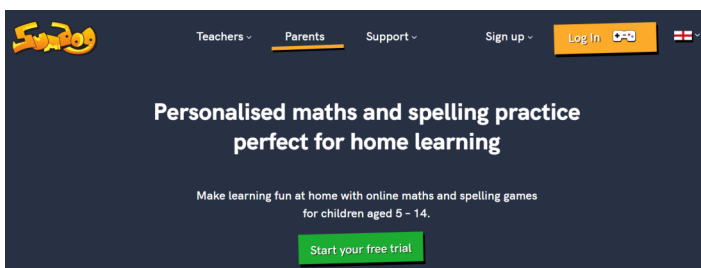 Sumdog
Teachers
Parents
Support
Sign up
Log In
Personalised maths and spelling practice
perfect for home learning
Make learning fun at home with online maths and spelling games
for children aged 5 – 14.
Start your free trial